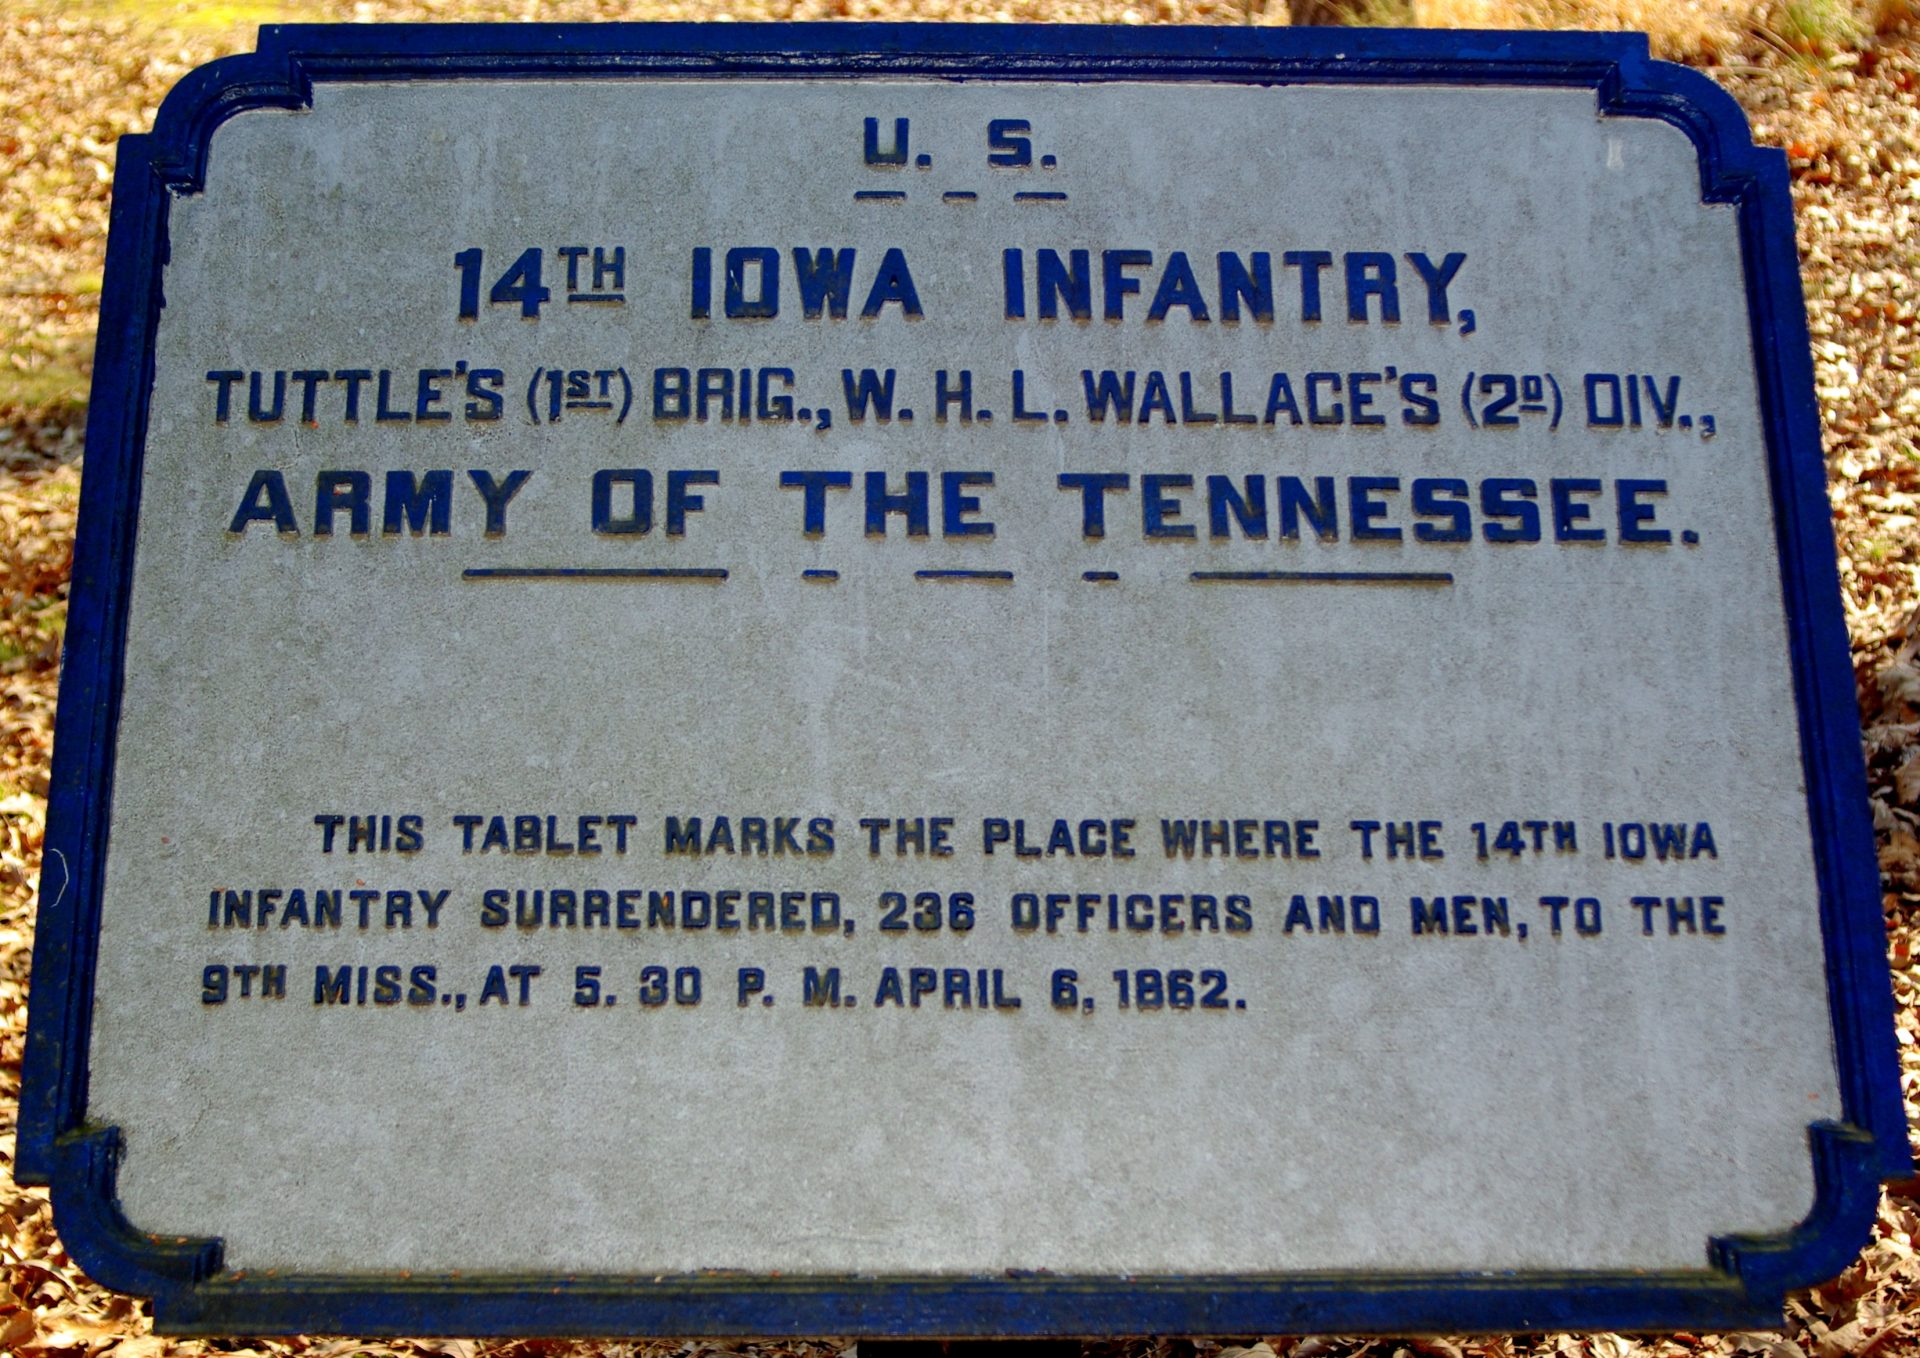 U. S.
14TH IOWA INFANTRY,
TUTTLE'S (1ST) BRIG., W. H. L. WALLACE'S (2D) DIV.,
ARMY OF THE TENNESSEE.
THIS TABLET MARKS THE PLACE WHERE THE 14TH IOWA
INFANTRY SURRENDERED, 236 OFFICERS AND MEN, TO THE
9TH MISS., AT 5. 30 P. M. APRIL 6, 1862.